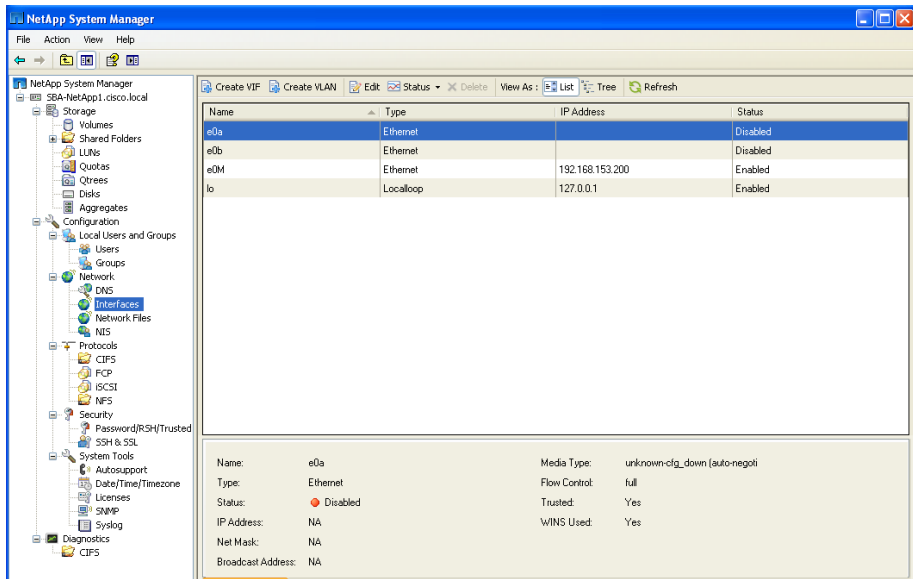 NetApp System Manager
File Action View Help
NetApp System Manager
SBA-NetApp1.cisco.local
Storage
Volumes
Shared Folders
LUNs
Quotas
Qtrees
Disks
Aggregates
Configuration
Local Users and Groups
Users
Groups
Network
DNS
Interfaces
Network Files
NIS
Protocols
CIFS
FCP
iSCSI
NFS
Security
Password/RSH/Trusted
SSH & SSL
System Tools
Autosupport
Date/Time/Timezone
Licenses
SNMP
Syslog
Diagnostics
CIFS
Create VIF Create VLAN Edit Status Delete View As : List Tree Refresh
Name Type IP Address Status
e0a Ethernet Disabled
e0b Ethernet Disabled
e0M Ethernet 192.168.153.200 Enabled
lo Localloop 127.0.0.1 Enabled
Name: e0a Media Type: unknown-cfg_down (auto-negoti
Type: Ethernet Flow Control: full
Status: Disabled Trusted: Yes
IP Address: NA WINS Used: Yes
Net Mask: NA
Broadcast Address: NA